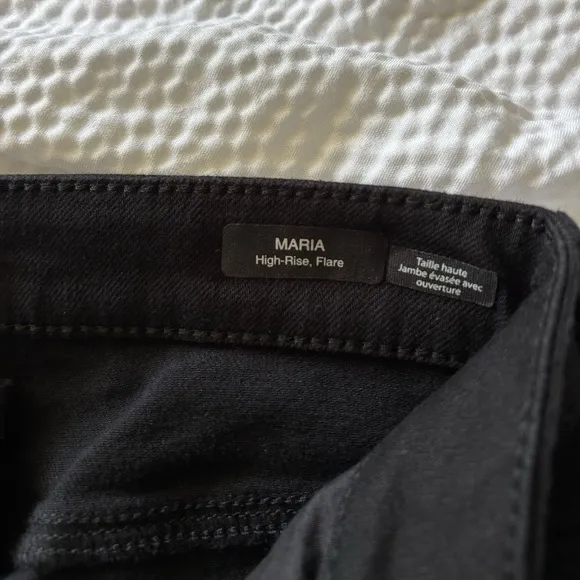 MARIA
High-Rise, Flare
Taille haute
Jambe évasée avec
ouverture